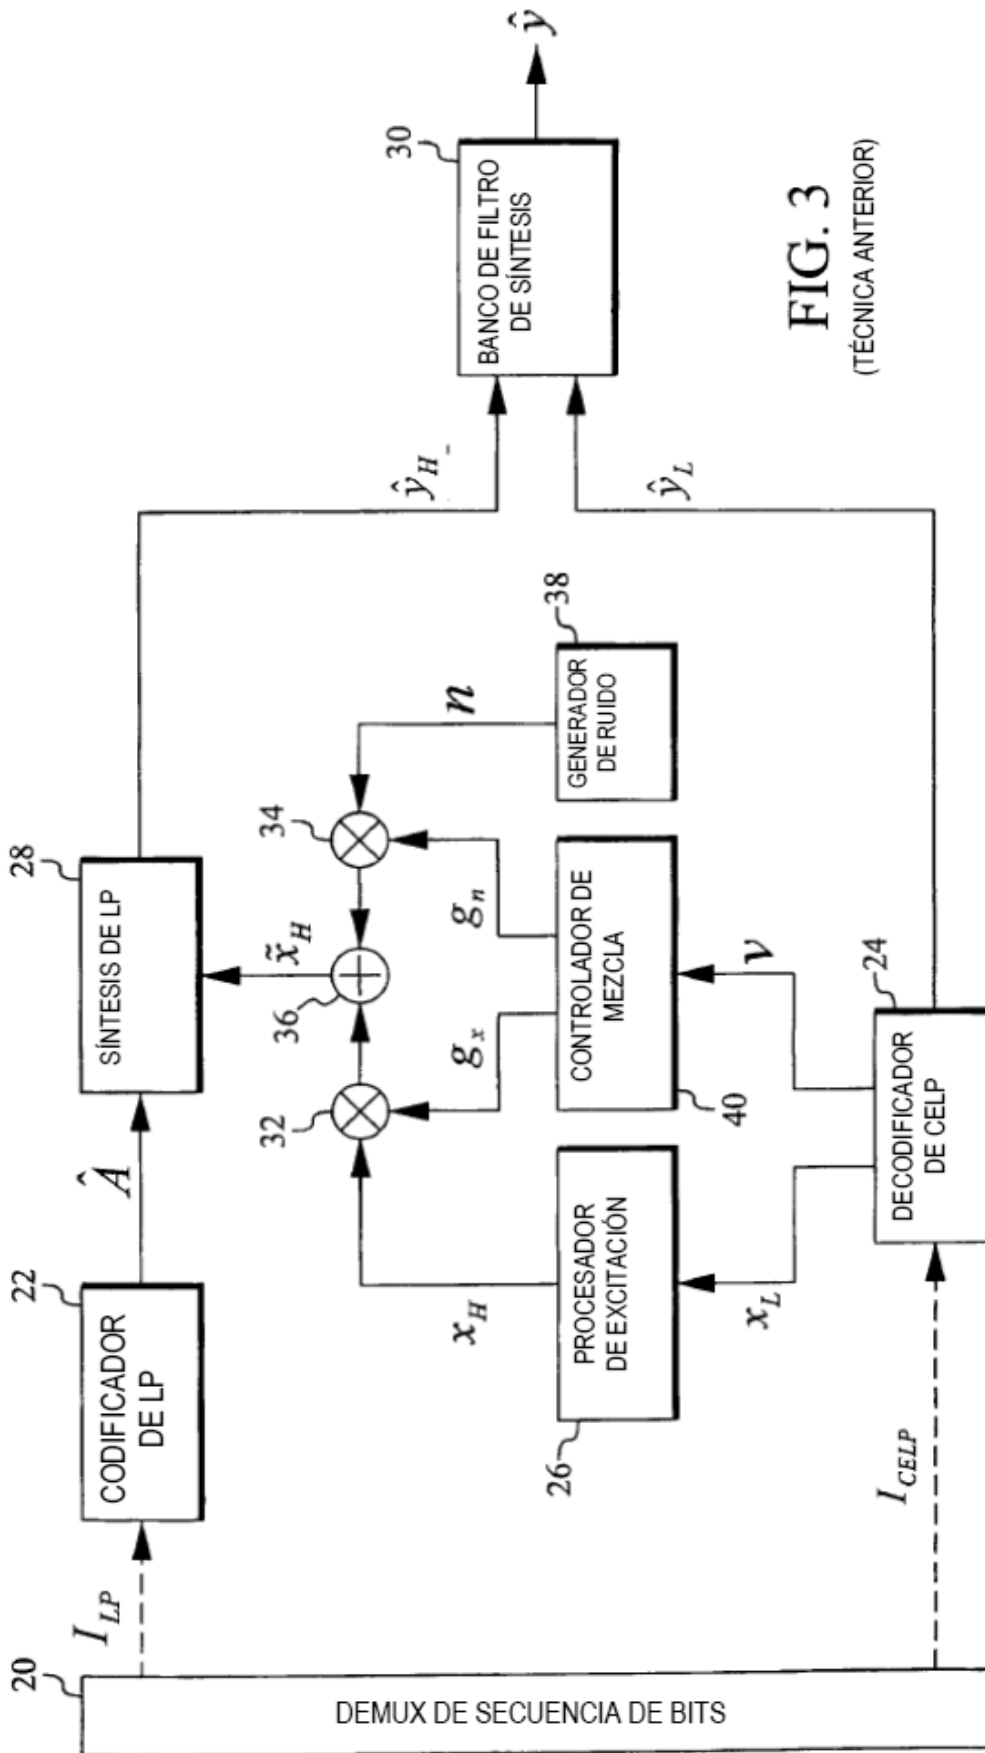 20
DEMUX DE SECUENCIA DE BITS
I_LP
I_CELP
22
CODIFICADOR
DE LP
Â
28
SÍNTESIS DE LP
ŷ_H
x_H
32
36
x̃_H
34
n
g_x
g_n
26
PROCESADOR
DE EXCITACIÓN
40
CONTROLADOR DE
MEZCLA
38
GENERADOR
DE RUIDO
x_L
v
24
DECODIFICADOR
DE CELP
ŷ_L
30
BANCO DE FILTRO
DE SÍNTESIS
ŷ
FIG. 3
(TÉCNICA ANTERIOR)